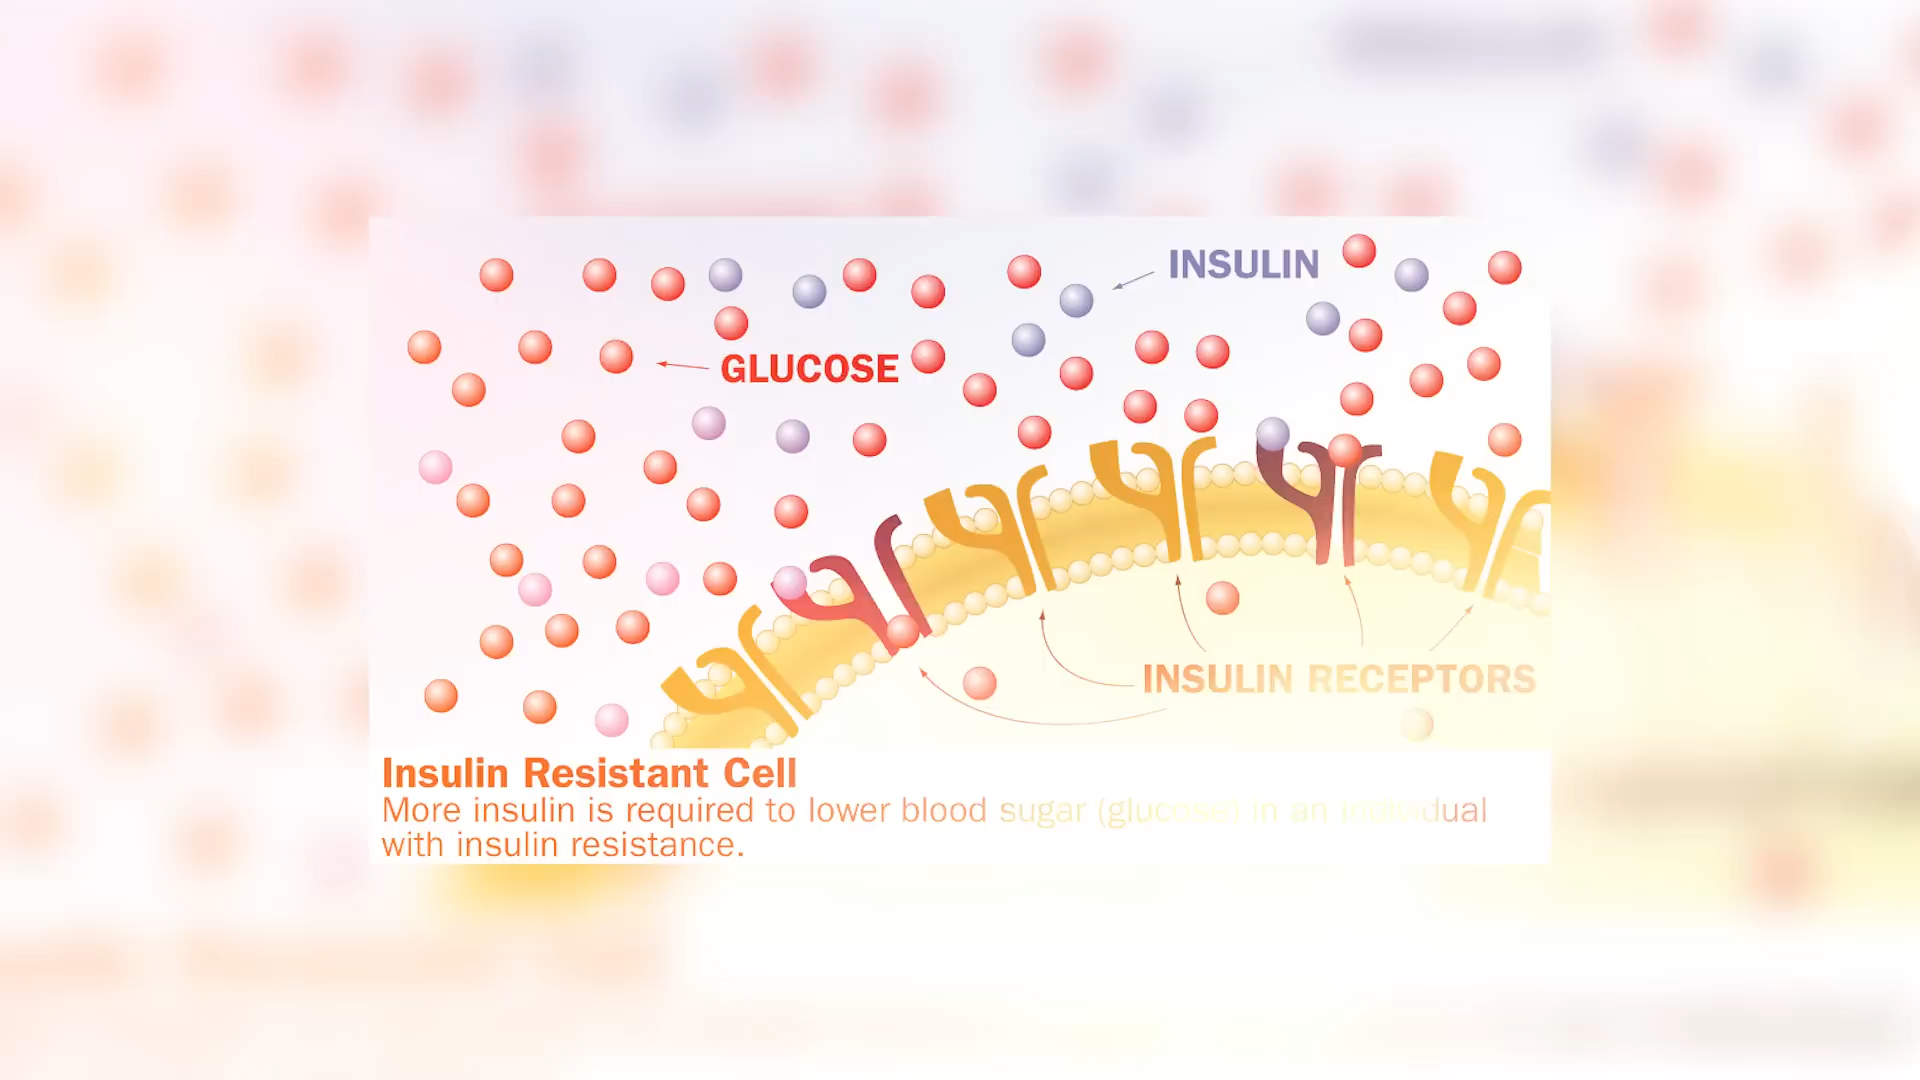 INSULIN
GLUCOSE
INSULIN RECEPTORS
Insulin Resistant Cell
More insulin is required to lower blood sugar (glucose) in an individual
with insulin resistance.